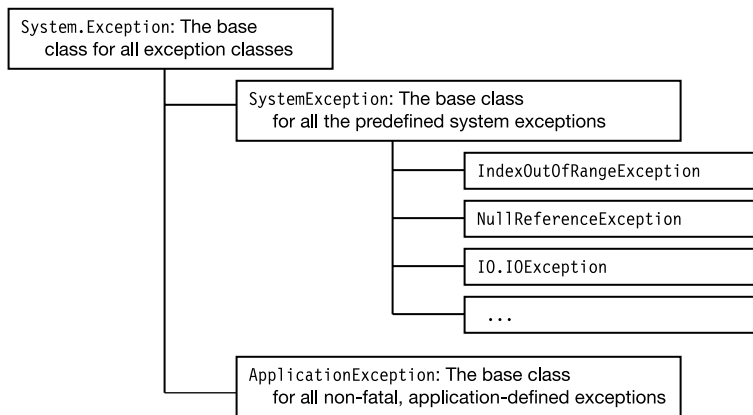 System.Exception: The base
class for all exception classes
SystemException: The base class
for all the predefined system exceptions
IndexOutOfRangeException
NullReferenceException
IO.IOException
...
ApplicationException: The base class
for all non-fatal, application-defined exceptions